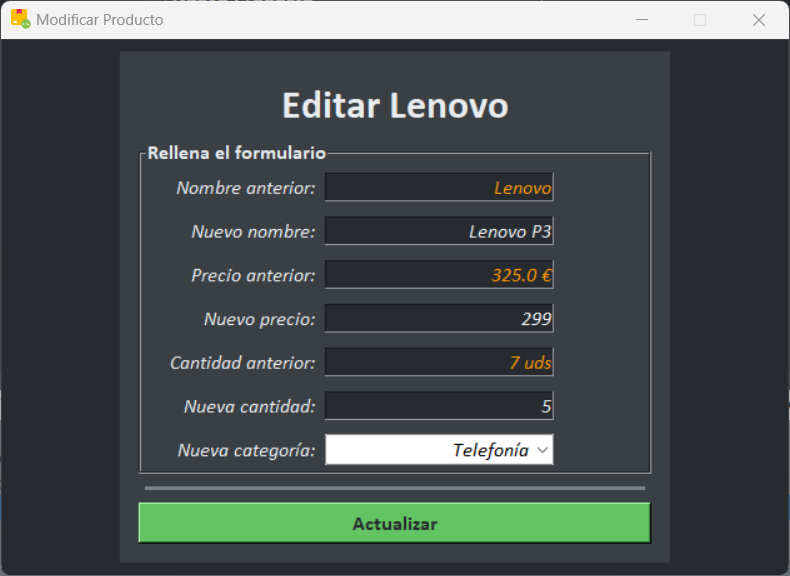 Modificar Producto
Editar Lenovo
Rellena el formulario
Nombre anterior: Lenovo
Nuevo nombre: Lenovo P3
Precio anterior: 325.0 €
Nuevo precio: 299
Cantidad anterior: 7 uds
Nueva cantidad: 5
Nueva categoría: Telefonía
Actualizar